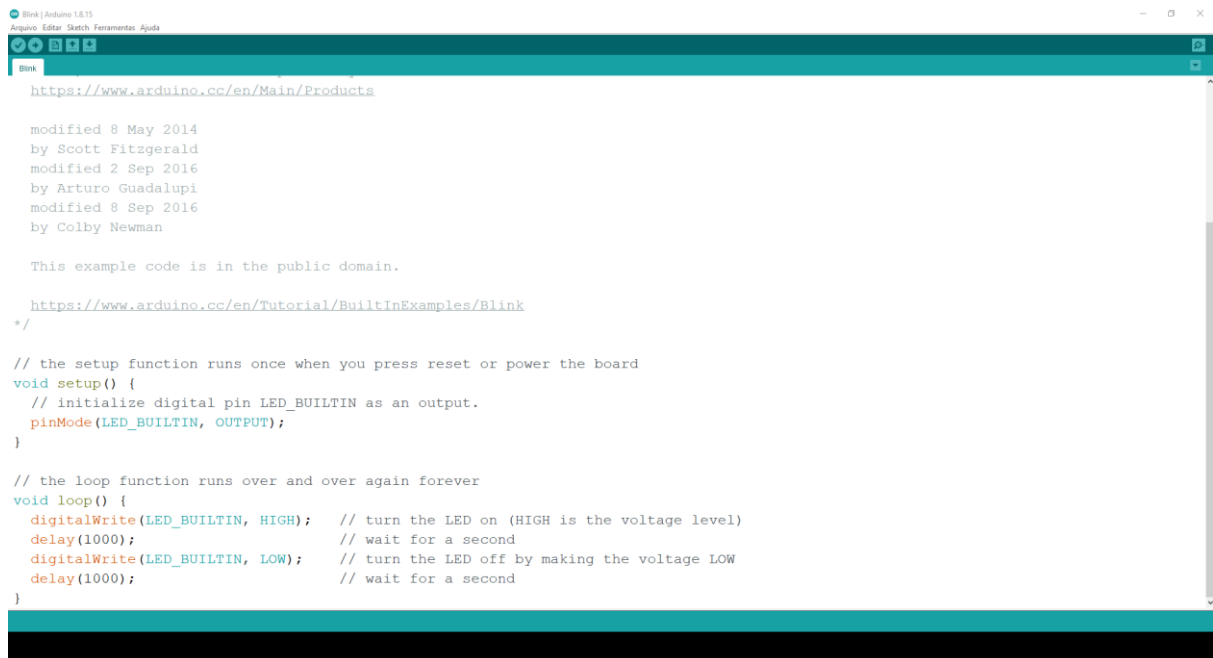 Blink | Arduino 1.8.15
Arquivo Editar Sketch Ferramentas Ajuda
Blink
https://www.arduino.cc/en/Main/Products
modified 8 May 2014
by Scott Fitzgerald
modified 2 Sep 2016
by Arturo Guadalupi
modified 8 Sep 2016
by Colby Newman
This example code is in the public domain.
https://www.arduino.cc/en/Tutorial/BuiltInExamples/Blink
*/
// the setup function runs once when you press reset or power the board
void setup() {
// initialize digital pin LED_BUILTIN as an output.
pinMode(LED_BUILTIN, OUTPUT);
}
// the loop function runs over and over again forever
void loop() {
digitalWrite(LED_BUILTIN, HIGH);   // turn the LED on (HIGH is the voltage level)
delay(1000);                       // wait for a second
digitalWrite(LED_BUILTIN, LOW);    // turn the LED off by making the voltage LOW
delay(1000);                       // wait for a second
}